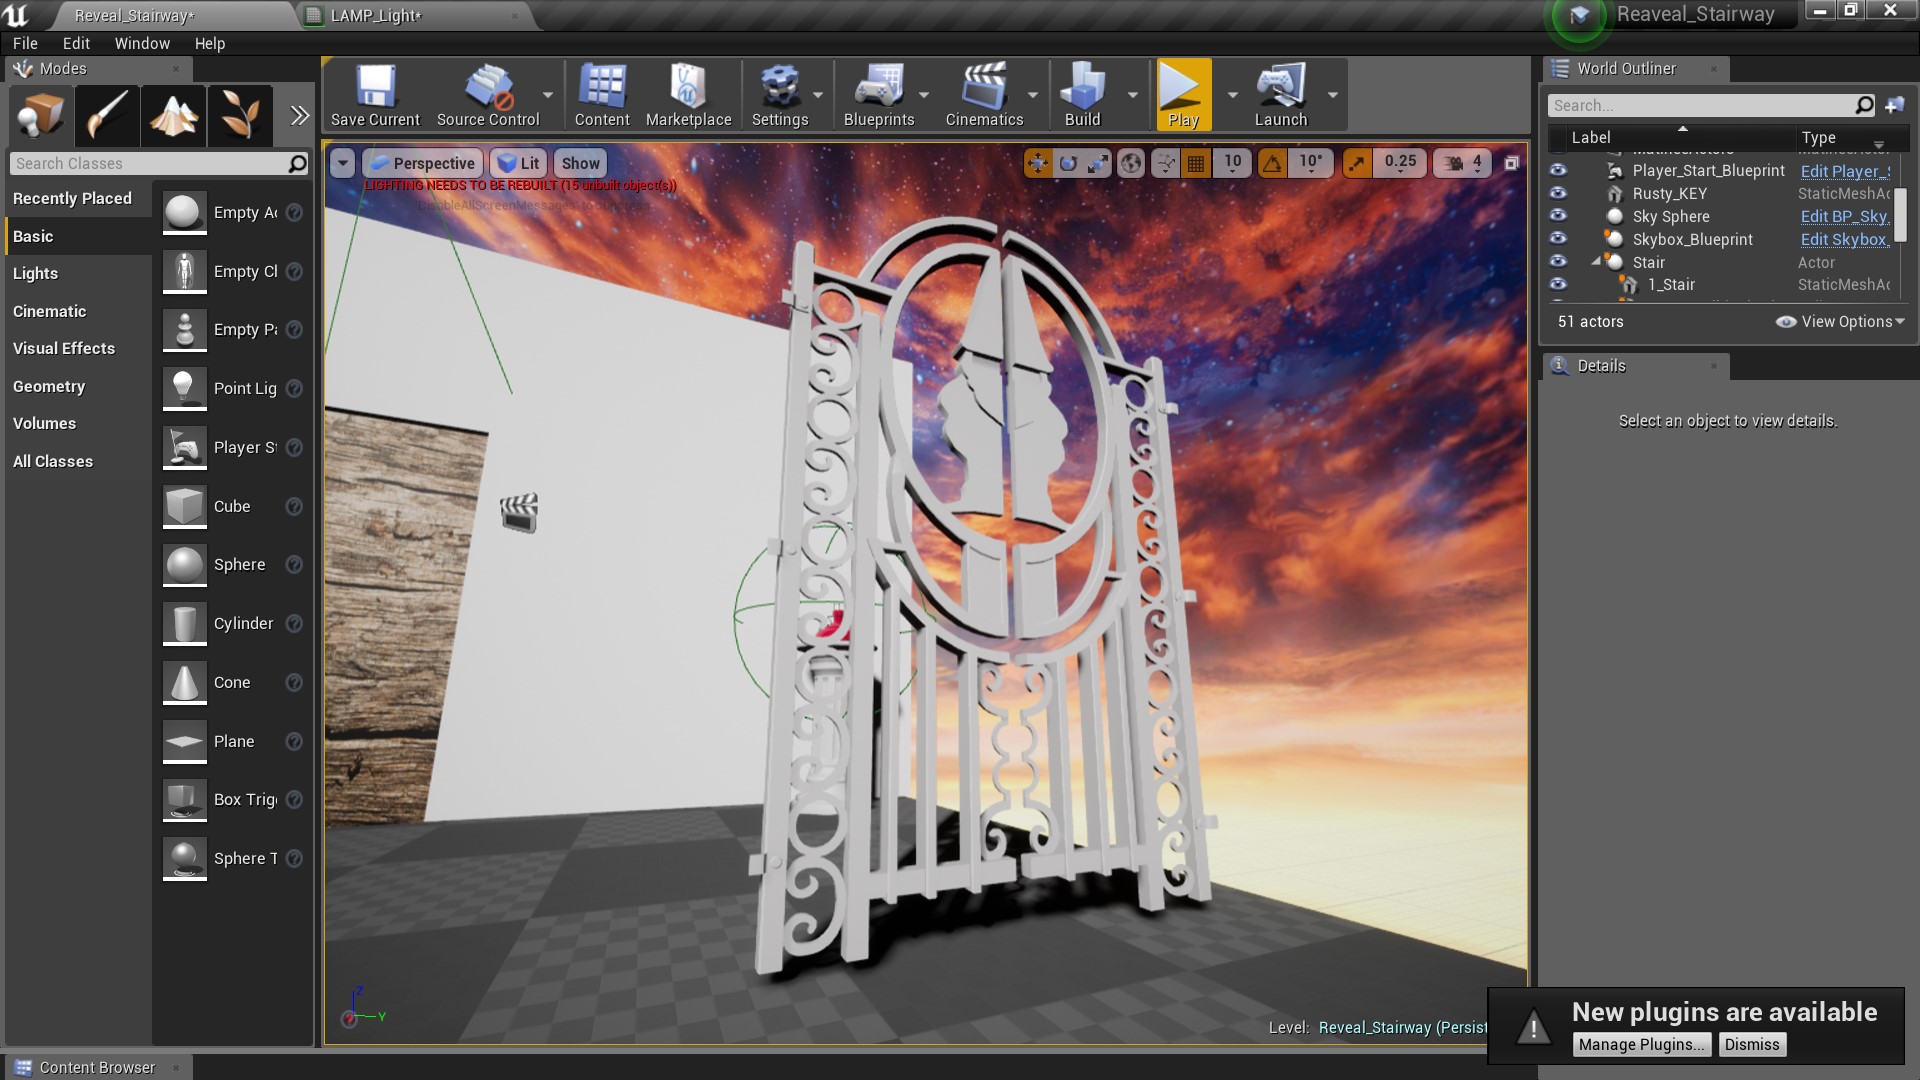 Reveal_Stairway*
LAMP_Light*
Reaveal_Stairway
File Edit Window Help
Modes
Save Current
Source Control
Content
Marketplace
Settings
Blueprints
Cinematics
Build
Play
Launch
World Outliner
Search...
Label
Type
Search Classes
Perspective
Lit
Show
10
10°
0.25
4
LIGHTING NEEDS TO BE REBUILT (15 unbuilt object(s))
'DisableAllScreenMessages' to suppress
Recently Placed
Basic
Lights
Cinematic
Visual Effects
Geometry
Volumes
All Classes
Empty Ac
Empty Cl
Empty Pa
Point Lig
Player St
Cube
Sphere
Cylinder
Cone
Plane
Box Trigg
Sphere T
Player_Start_Blueprint Edit Player_S
Rusty_KEY StaticMeshAc
Sky Sphere Edit BP_Sky_
Skybox_Blueprint Edit Skybox_
Stair Actor
1_Stair StaticMeshAc
51 actors
View Options
Details
Select an object to view details.
Z
Y
Level: Reveal_Stairway (Persist
New plugins are available
Manage Plugins...
Dismiss
Content Browser